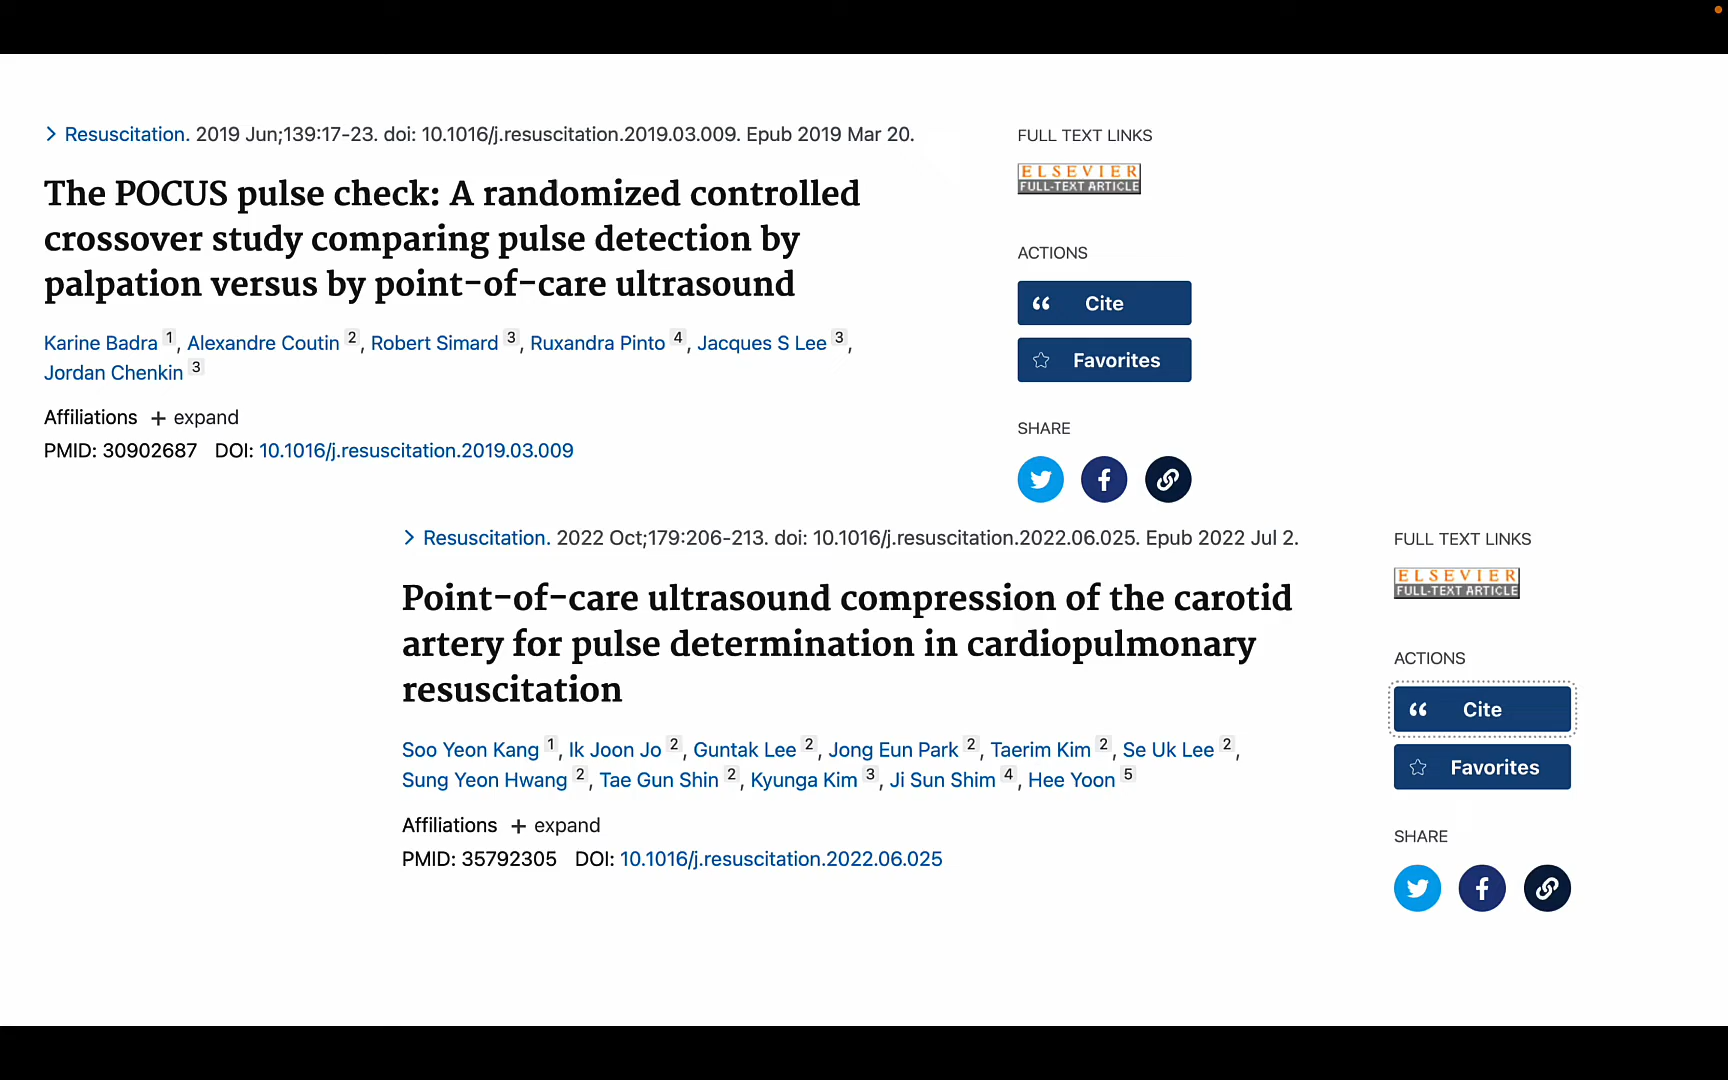 Resuscitation. 2019 Jun;139:17-23. doi: 10.1016/j.resuscitation.2019.03.009. Epub 2019 Mar 20.
The POCUS pulse check: A randomized controlled
crossover study comparing pulse detection by
palpation versus by point-of-care ultrasound
Karine Badra 1, Alexandre Coutin 2, Robert Simard 3, Ruxandra Pinto 4, Jacques S Lee 3,
Jordan Chenkin 3
Affiliations + expand
PMID: 30902687 DOI: 10.1016/j.resuscitation.2019.03.009
FULL TEXT LINKS
ELSEVIER
FULL-TEXT ARTICLE
ACTIONS
Cite
Favorites
SHARE
Resuscitation. 2022 Oct;179:206-213. doi: 10.1016/j.resuscitation.2022.06.025. Epub 2022 Jul 2.
Point-of-care ultrasound compression of the carotid
artery for pulse determination in cardiopulmonary
resuscitation
Soo Yeon Kang 1, Ik Joon Jo 2, Guntak Lee 2, Jong Eun Park 2, Taerim Kim 2, Se Uk Lee 2,
Sung Yeon Hwang 2, Tae Gun Shin 2, Kyunga Kim 3, Ji Sun Shim 4, Hee Yoon 5
Affiliations + expand
PMID: 35792305 DOI: 10.1016/j.resuscitation.2022.06.025
FULL TEXT LINKS
ELSEVIER
FULL-TEXT ARTICLE
ACTIONS
Cite
Favorites
SHARE